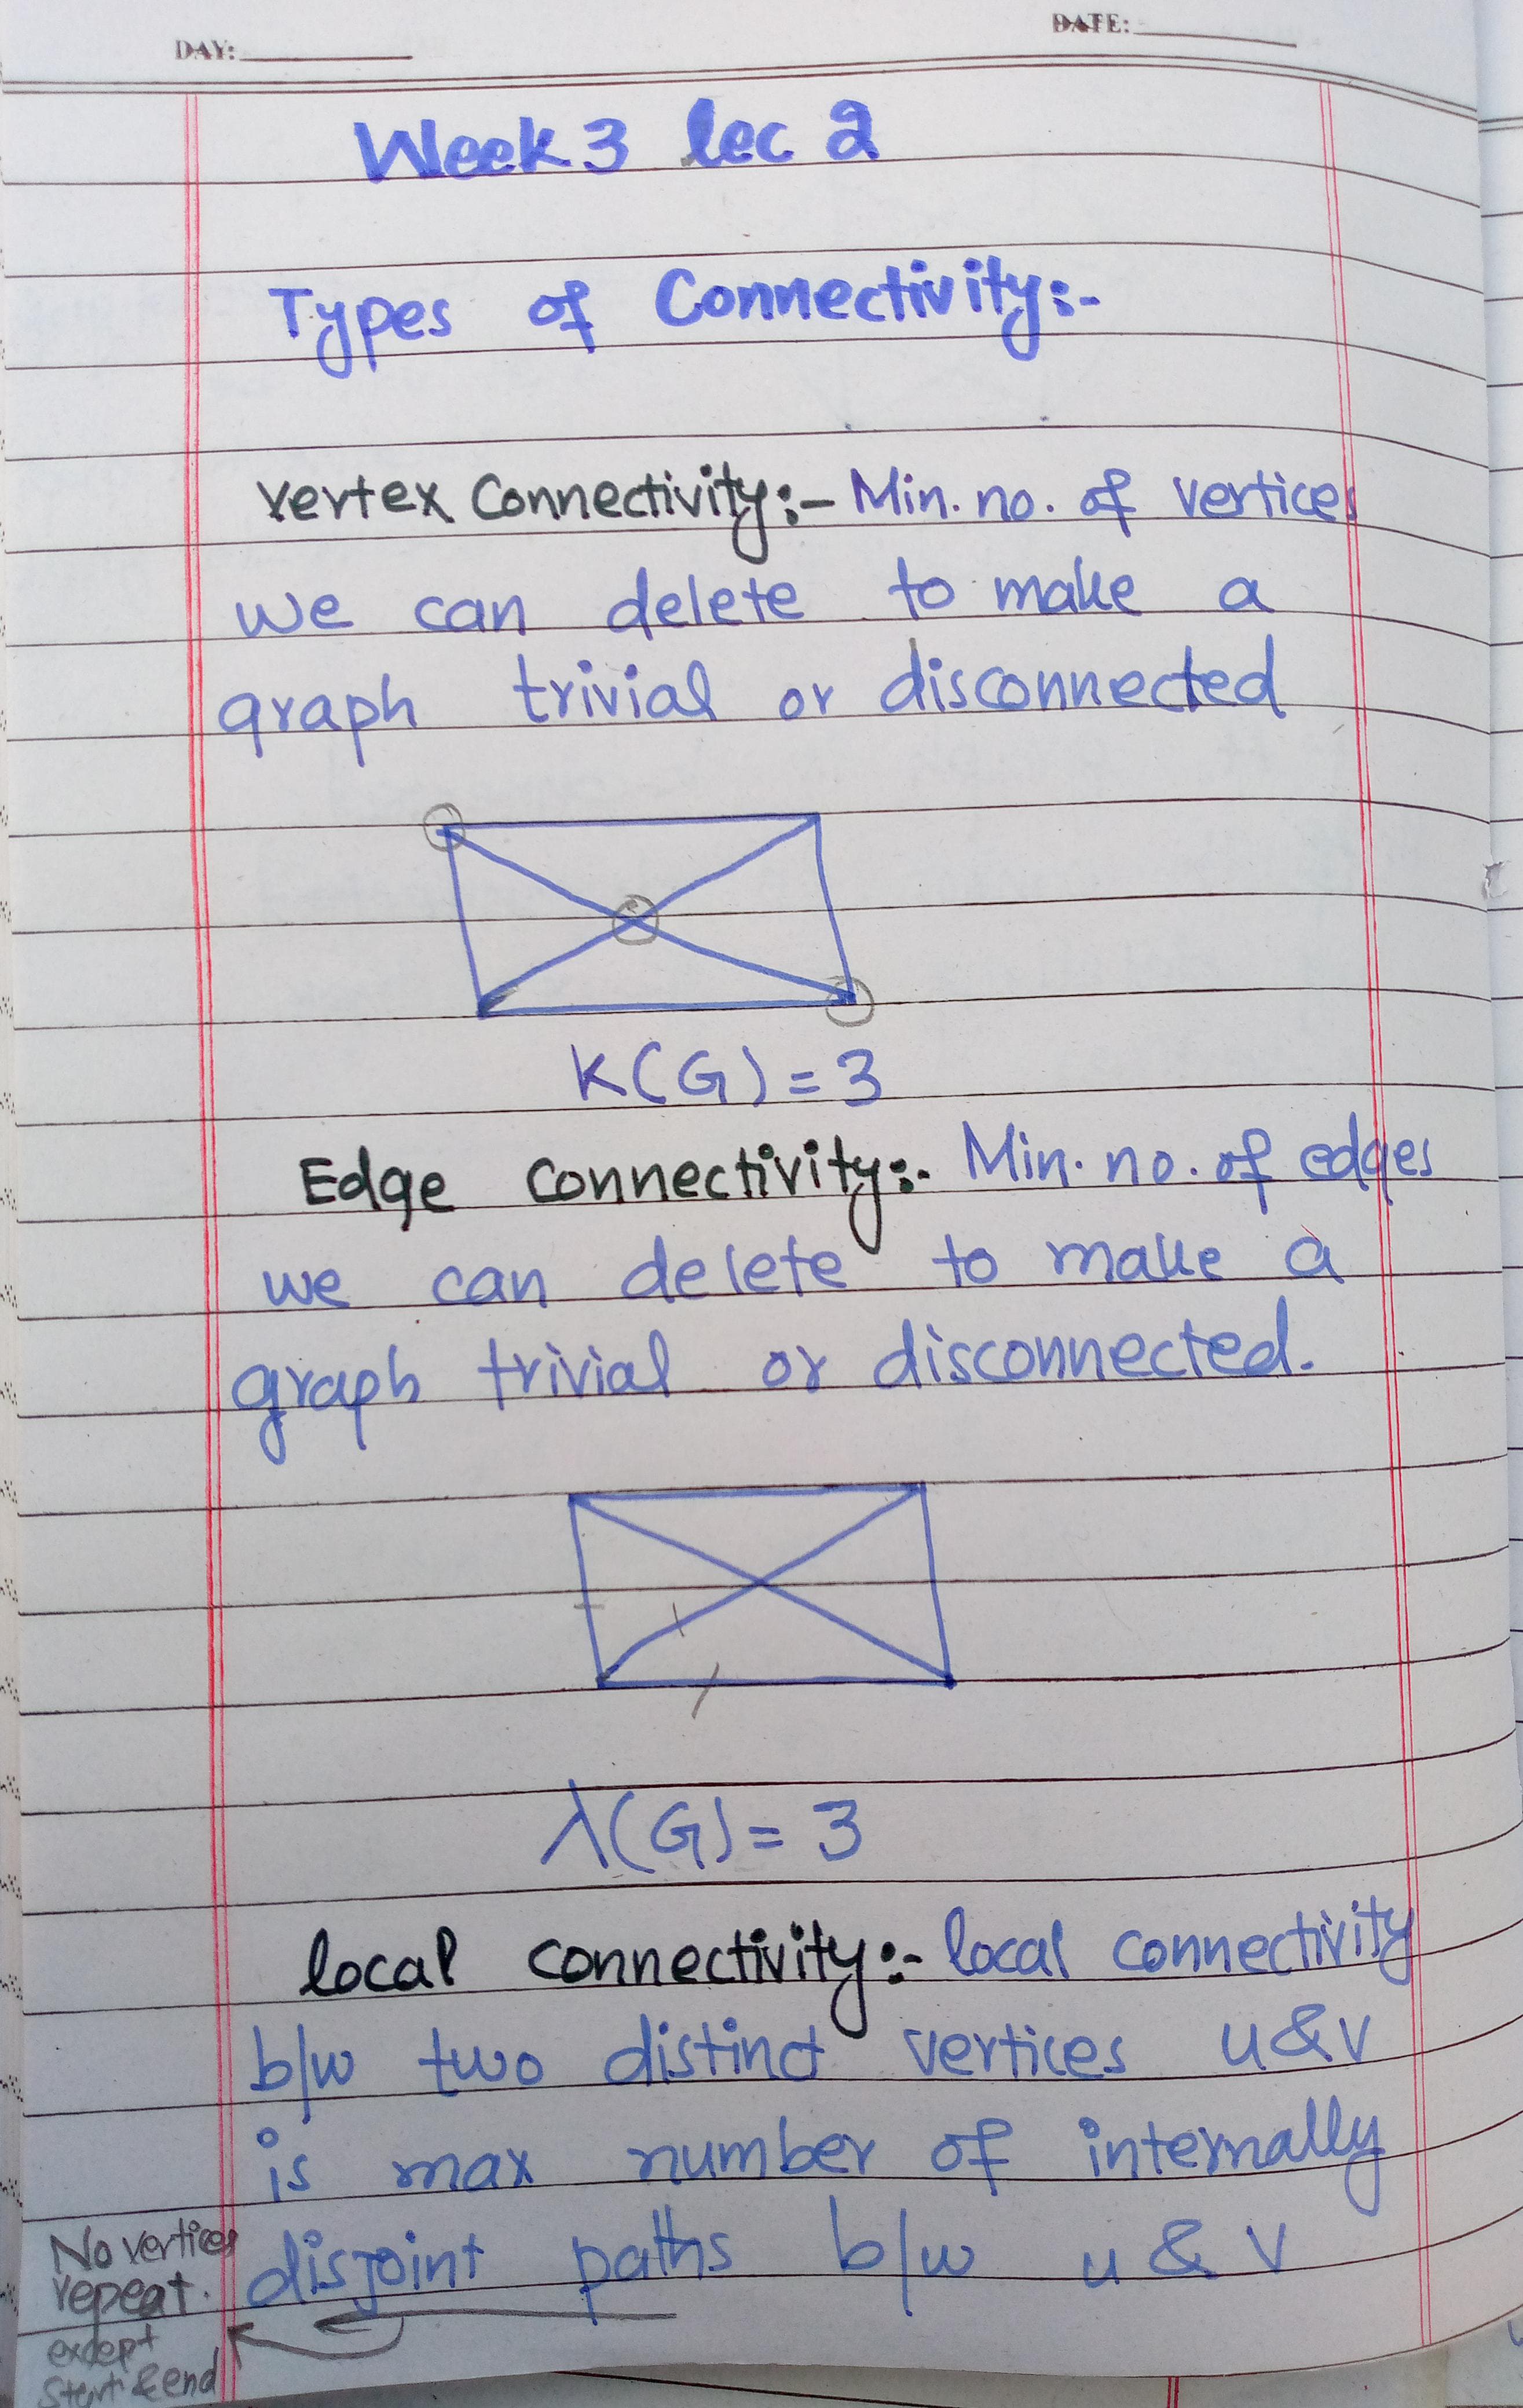 DAY:
DATE:
Week 3 lec 2
Types of Connectivity:-
Vertex Connectivity:- Min. no. of vertices
we can delete to make a
graph trivial or disconnected
K(G) = 3
Edge connectivity:- Min. no. of edges
we can delete to make a
graph trivial or disconnected.
λ(G) = 3
local connectivity:- local connectivity
b/w two distinct vertices u & v
is max number of internally
disjoint paths b/w u & v
No vertices
repeat.
except
start & end